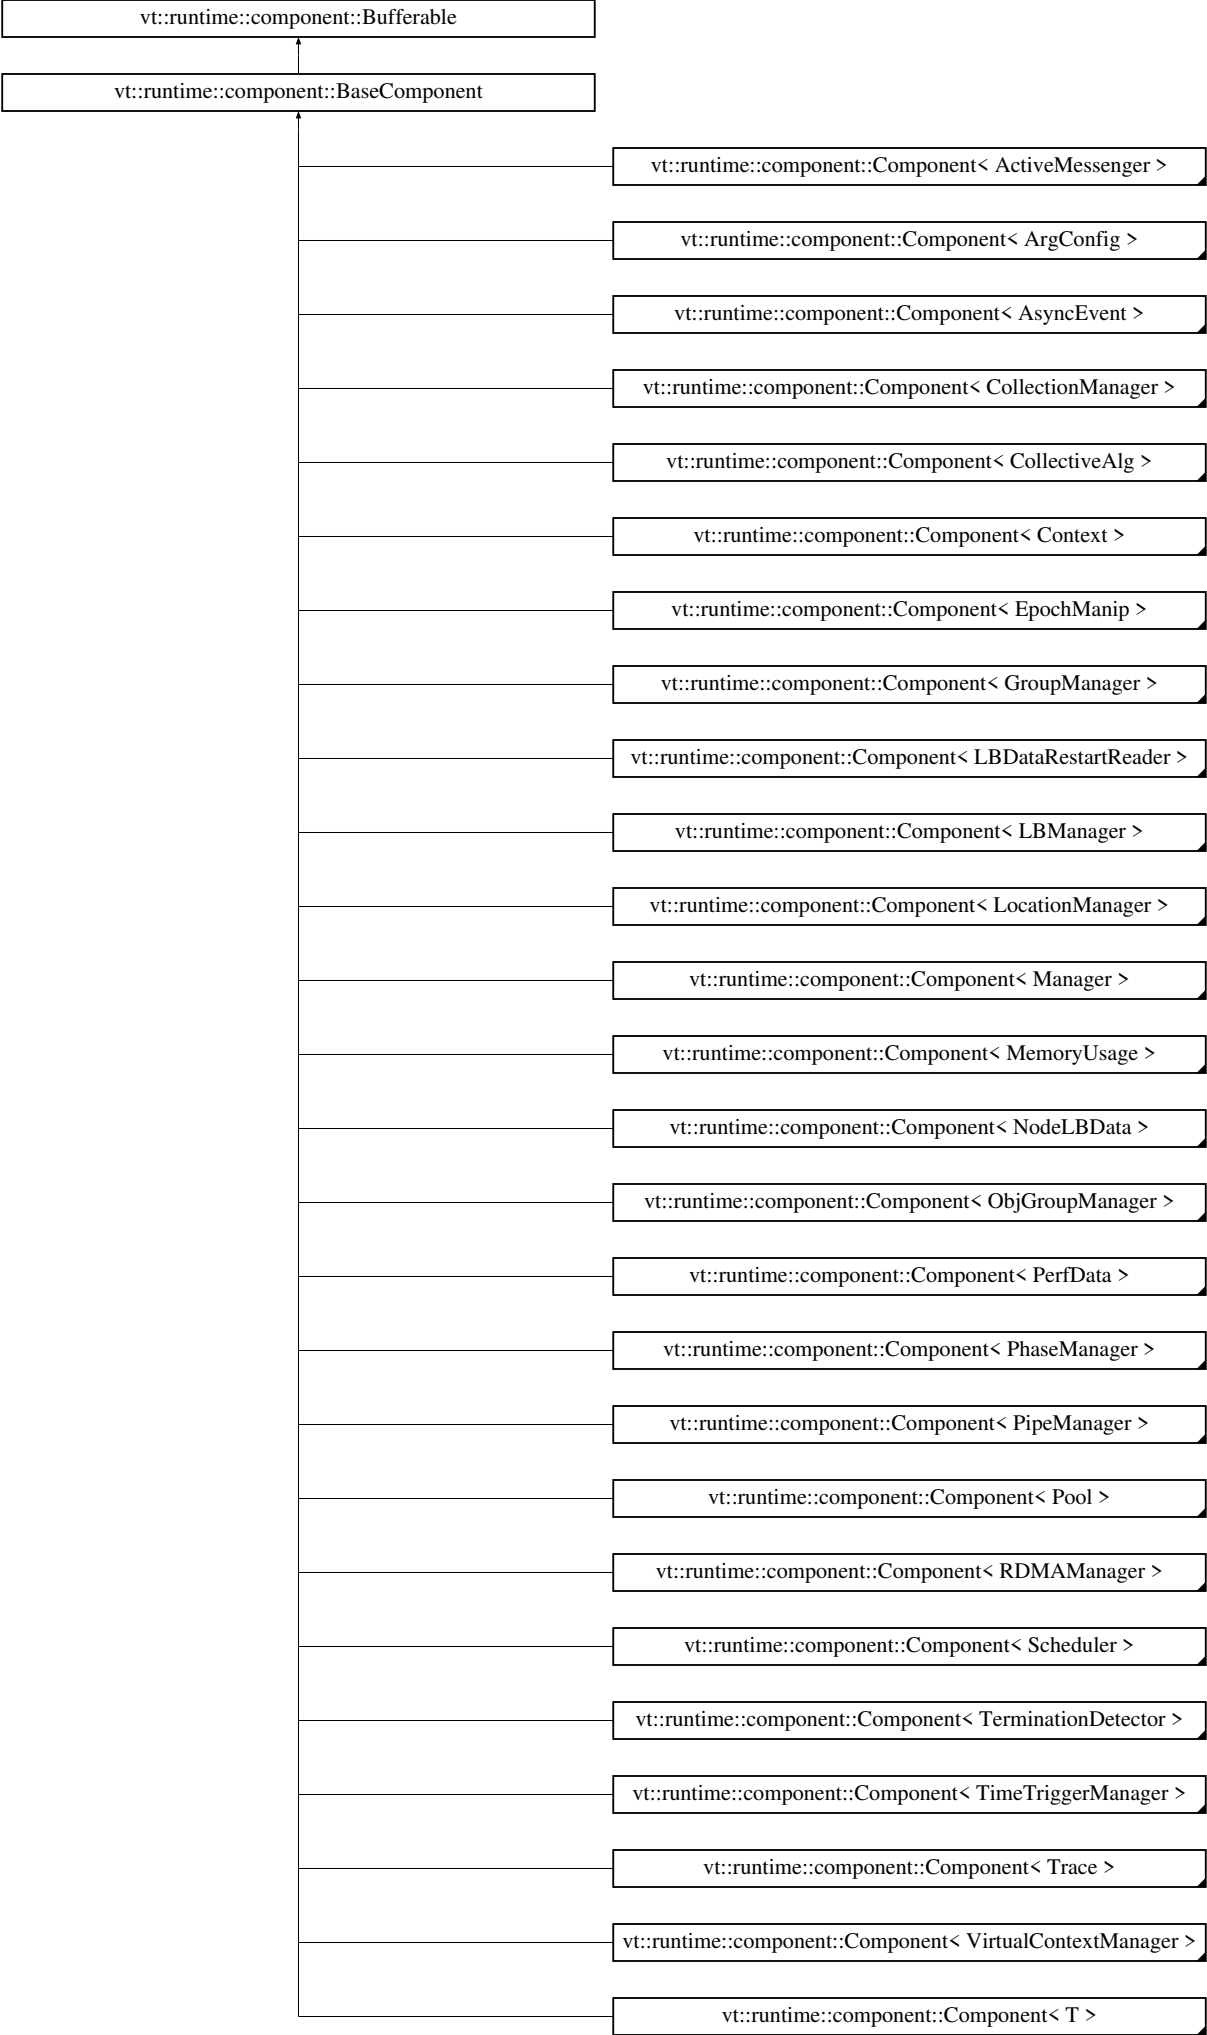 vt::runtime::component::Bufferable
vt::runtime::component::BaseComponent
vt::runtime::component::Component< ActiveMessenger >
vt::runtime::component::Component< ArgConfig >
vt::runtime::component::Component< AsyncEvent >
vt::runtime::component::Component< CollectionManager >
vt::runtime::component::Component< CollectiveAlg >
vt::runtime::component::Component< Context >
vt::runtime::component::Component< EpochManip >
vt::runtime::component::Component< GroupManager >
vt::runtime::component::Component< LBDataRestartReader >
vt::runtime::component::Component< LBManager >
vt::runtime::component::Component< LocationManager >
vt::runtime::component::Component< Manager >
vt::runtime::component::Component< MemoryUsage >
vt::runtime::component::Component< NodeLBData >
vt::runtime::component::Component< ObjGroupManager >
vt::runtime::component::Component< PerfData >
vt::runtime::component::Component< PhaseManager >
vt::runtime::component::Component< PipeManager >
vt::runtime::component::Component< Pool >
vt::runtime::component::Component< RDMAManager >
vt::runtime::component::Component< Scheduler >
vt::runtime::component::Component< TerminationDetector >
vt::runtime::component::Component< TimeTriggerManager >
vt::runtime::component::Component< Trace >
vt::runtime::component::Component< VirtualContextManager >
vt::runtime::component::Component< T >